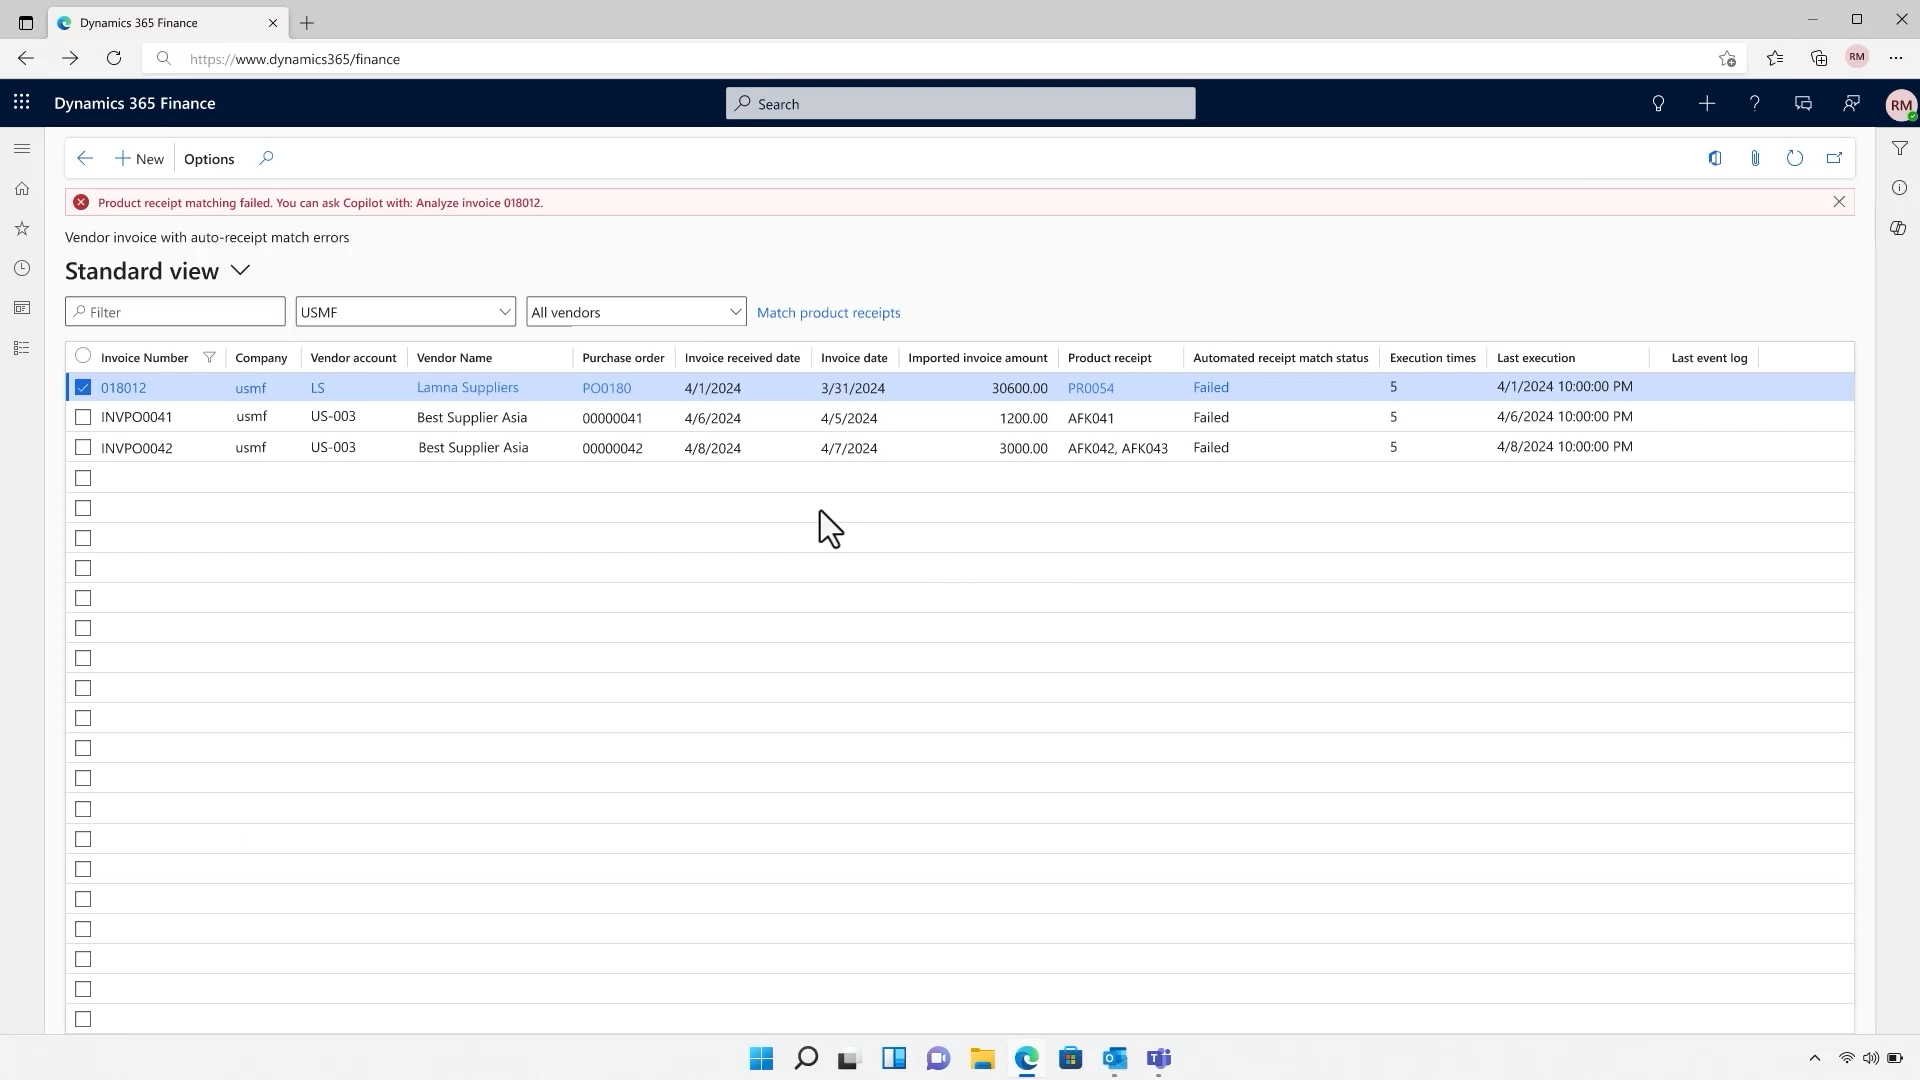 Dynamics 365 Finance
https://www.dynamics365/finance
RM
Dynamics 365 Finance
Search
RM
New
Options
Product receipt matching failed. You can ask Copilot with: Analyze invoice 018012.
Vendor invoice with auto-receipt match errors
Standard view
Filter
USMF
All vendors
Match product receipts
Invoice Number Company Vendor account Vendor Name Purchase order Invoice received date Invoice date Imported invoice amount Product receipt Automated receipt match status Execution times Last execution Last event log
018012 usmf LS Lamna Suppliers PO0180 4/1/2024 3/31/2024 30600.00 PR0054 Failed 5 4/1/2024 10:00:00 PM
INVPO0041 usmf US-003 Best Supplier Asia 00000041 4/6/2024 4/5/2024 1200.00 AFK041 Failed 5 4/6/2024 10:00:00 PM
INVPO0042 usmf US-003 Best Supplier Asia 00000042 4/8/2024 4/7/2024 3000.00 AFK042, AFK043 Failed 5 4/8/2024 10:00:00 PM